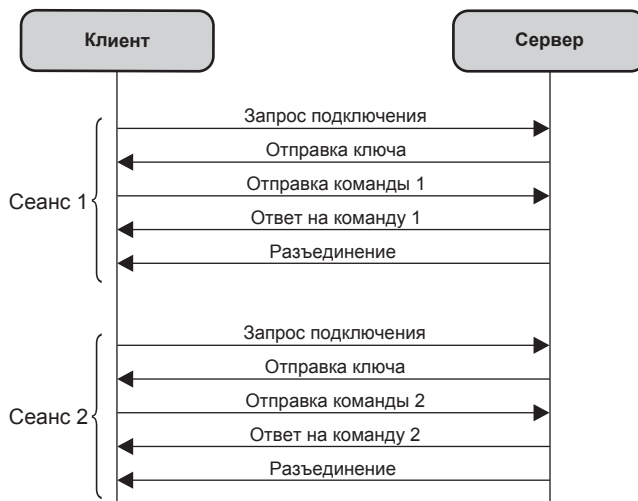 Клиент
Сервер
Запрос подключения
Отправка ключа
Отправка команды 1
Сеанс 1
Ответ на команду 1
Разъединение
Запрос подключения
Отправка ключа
Отправка команды 2
Сеанс 2
Ответ на команду 2
Разъединение